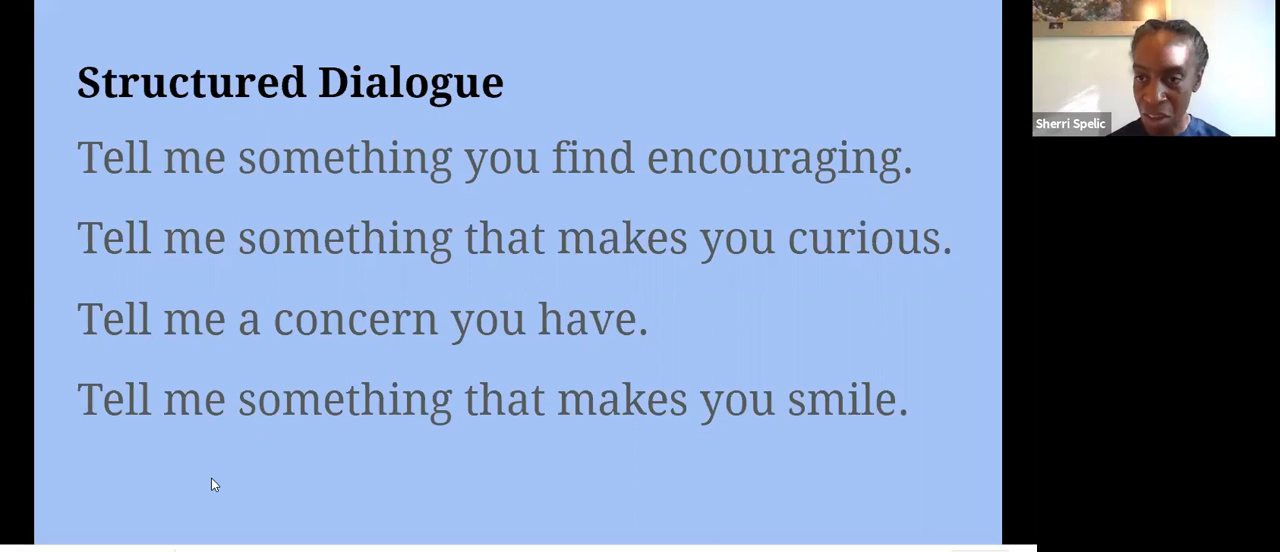 Structured Dialogue
Tell me something you find encouraging.
Tell me something that makes you curious.
Tell me a concern you have.
Tell me something that makes you smile.
Sherri Spelic